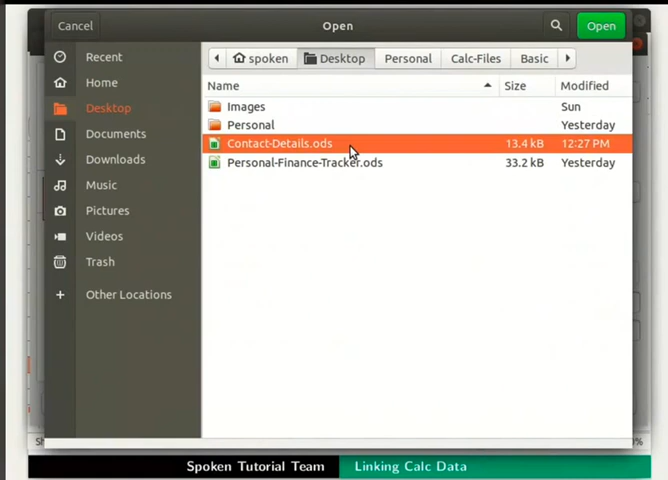 Cancel Open Open
Recent
Home
Desktop
Documents
Downloads
Music
Pictures
Videos
Trash
Other Locations
spoken Desktop Personal Calc-Files Basic
Name Size Modified
Images Sun
Personal Yesterday
Contact-Details.ods 13.4 kB 12:27 PM
Personal-Finance-Tracker.ods 33.2 kB Yesterday
Spoken Tutorial Team Linking Calc Data